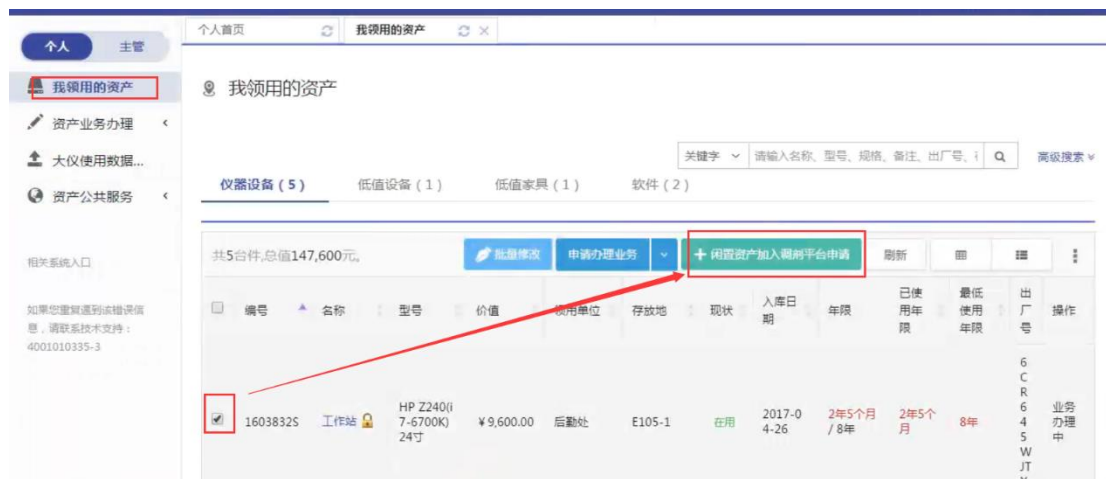 个人首页
我领用的资产
个人 主管
我领用的资产
资产业务办理
大仪使用数据...
资产公共服务
相关系统入口
如果您重复遇到该错误信
息，请联系技术支持：
4001010335-3
我领用的资产
关键字 请输入名称、型号、规格、备注、出厂号、 高级搜索
仪器设备 ( 5 ) 低值设备 ( 1 ) 低值家具 ( 1 ) 软件 ( 2 )
共5台件,总值147,600元。 批量修改 申请办理业务 + 闲置资产加入调剂平台申请 刷新
编号 名称 型号 价值 领用单位 存放地 现状 入库日期 年限 已使用年限 最低使用年限 出厂号 操作
1603832S 工作站 HP Z240(i7-6700K) 24寸 ¥9,600.00 后勤处 E105-1 在用 2017-04-26 2年5个月 / 8年 2年5个月 8年 6CR645WJT 业务办理中